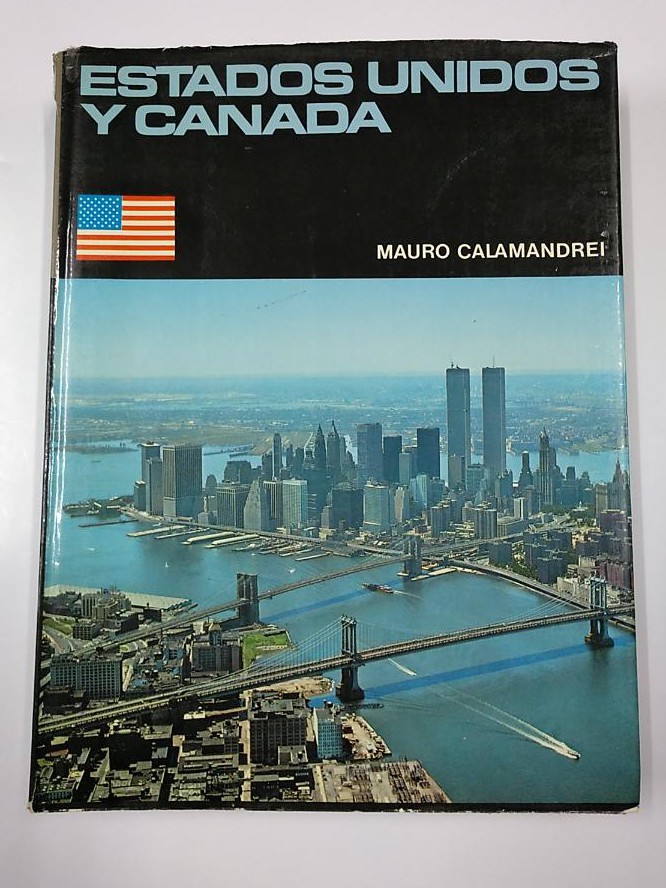 ESTADOS UNIDOS
Y CANADA
MAURO CALAMANDREI